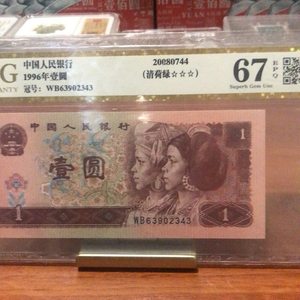 G
ANTY
中国人民银行
1996年壹圆
冠号: WB63902343
20080744
(清荷绿☆☆☆)
67
EPQ
Superb Gem Unc
中国人民银行
1
壹圆
1
1
WB63902343